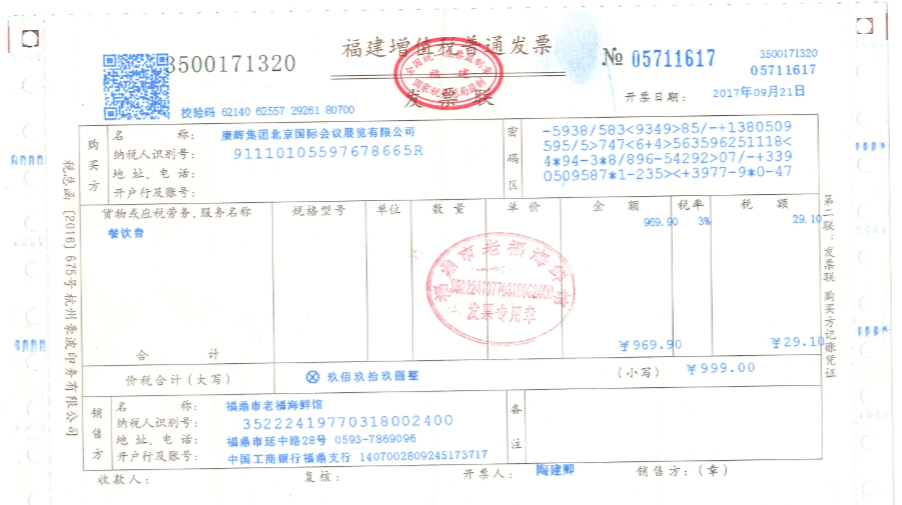 福建增值税普通发票
发票联
3500171320
№ 05711617
3500171320
05711617
校验码 62140 62557 29261 80700
开票日期: 2017年09月21日
购买方
名 称: 康辉集团北京国际会议展览有限公司
纳税人识别号: 91110105597678665R
地址、电话:
开户行及账号:
密码区
-5938/583<9349>85/-+1380509
595/5>747<6+4>563596251118<
4*94-3*8/896-54292>07/-+339
0509587*1-235><+3977-9*0-47
货物或应税劳务、服务名称 规格型号 单位 数量 单价 金额 税率 税额
餐饮费 969.90 3% 29.10
合 计 ¥969.90 ¥29.10
价税合计(大写) ⊗ 玖佰玖拾玖圆整 (小写) ¥999.00
销售方
名 称: 福鼎市老福海鲜馆
纳税人识别号: 352224197703180024​00
地址、电话: 福鼎市延中路28号 0593-7869096
开户行及账号: 中国工商银行福鼎支行 1407002809245173717
备注
收款人: 复核: 开票人: 陶建卿 销售方:(章)
税总函[2016]675号杭州豪波印务有限公司
第二联:发票联 购买方记账凭证
福鼎市老福海鲜馆
35222419770318002400
发票专用章